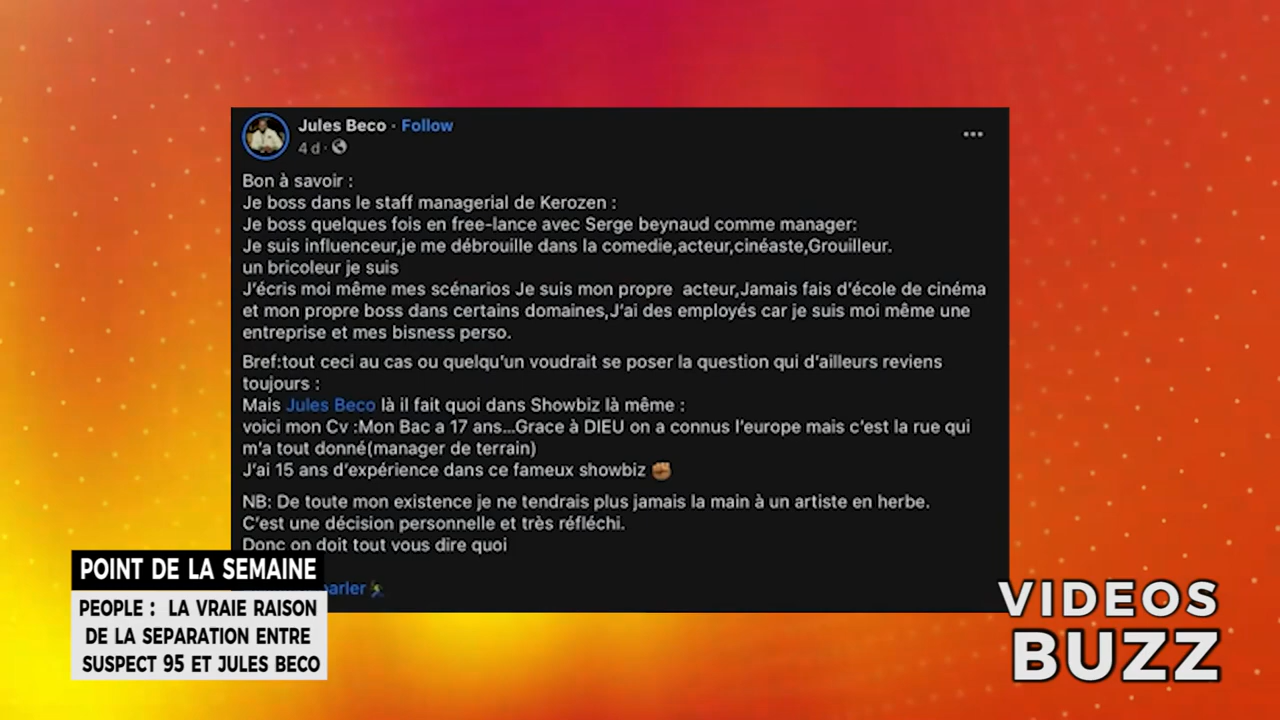 Jules Beco · Follow
4 d ·
Bon à savoir :
Je boss dans le staff managerial de Kerozen :
Je boss quelques fois en free-lance avec Serge beynaud comme manager:
Je suis influenceur,je me débrouille dans la comedie,acteur,cinéaste,Grouilleur.
un bricoleur je suis
J'écris moi même mes scénarios Je suis mon propre acteur,Jamais fais d'école de cinéma
et mon propre boss dans certains domaines,J'ai des employés car je suis moi même une
entreprise et mes bisness perso.
Bref:tout ceci au cas ou quelqu'un voudrait se poser la question qui d'ailleurs reviens
toujours :
Mais Jules Beco là il fait quoi dans Showbiz là même :
voici mon Cv :Mon Bac a 17 ans...Grace à DIEU on a connus l'europe mais c'est la rue qui
m'a tout donné(manager de terrain)
J'ai 15 ans d'expérience dans ce fameux showbiz ✊🏾
NB: De toute mon existence je ne tendrais plus jamais la main à un artiste en herbe.
C'est une décision personnelle et très réfléchi.
Donc on doit tout vous dire quoi
POINT DE LA SEMAINE
PEOPLE : LA VRAIE RAISON
DE LA SEPARATION ENTRE
SUSPECT 95 ET JULES BECO
VIDEOS
BUZZ